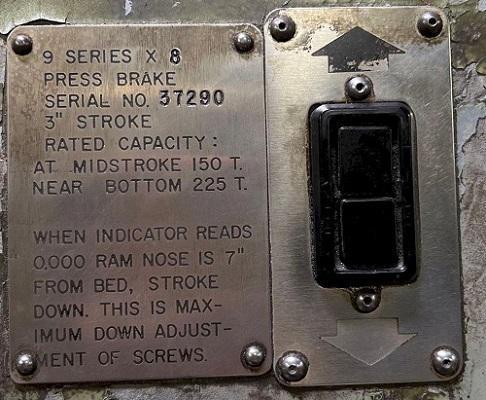 9 SERIES X 8
PRESS BRAKE
SERIAL NO. 37290
3" STROKE
RATED CAPACITY:
AT MIDSTROKE 150 T.
NEAR BOTTOM 225 T.
WHEN INDICATOR READS
0.000 RAM NOSE IS 7"
FROM BED, STROKE
DOWN. THIS IS MAX-
IMUM DOWN ADJUST-
MENT OF SCREWS.